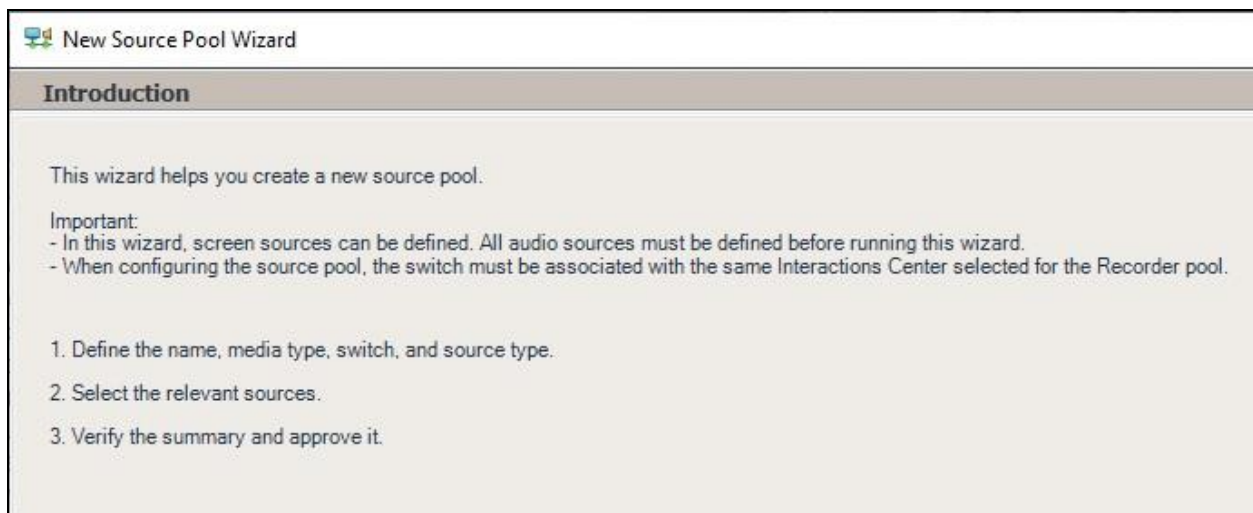 New Source Pool Wizard
Introduction
This wizard helps you create a new source pool.
Important:
- In this wizard, screen sources can be defined. All audio sources must be defined before running this wizard.
- When configuring the source pool, the switch must be associated with the same Interactions Center selected for the Recorder pool.
1. Define the name, media type, switch, and source type.
2. Select the relevant sources.
3. Verify the summary and approve it.